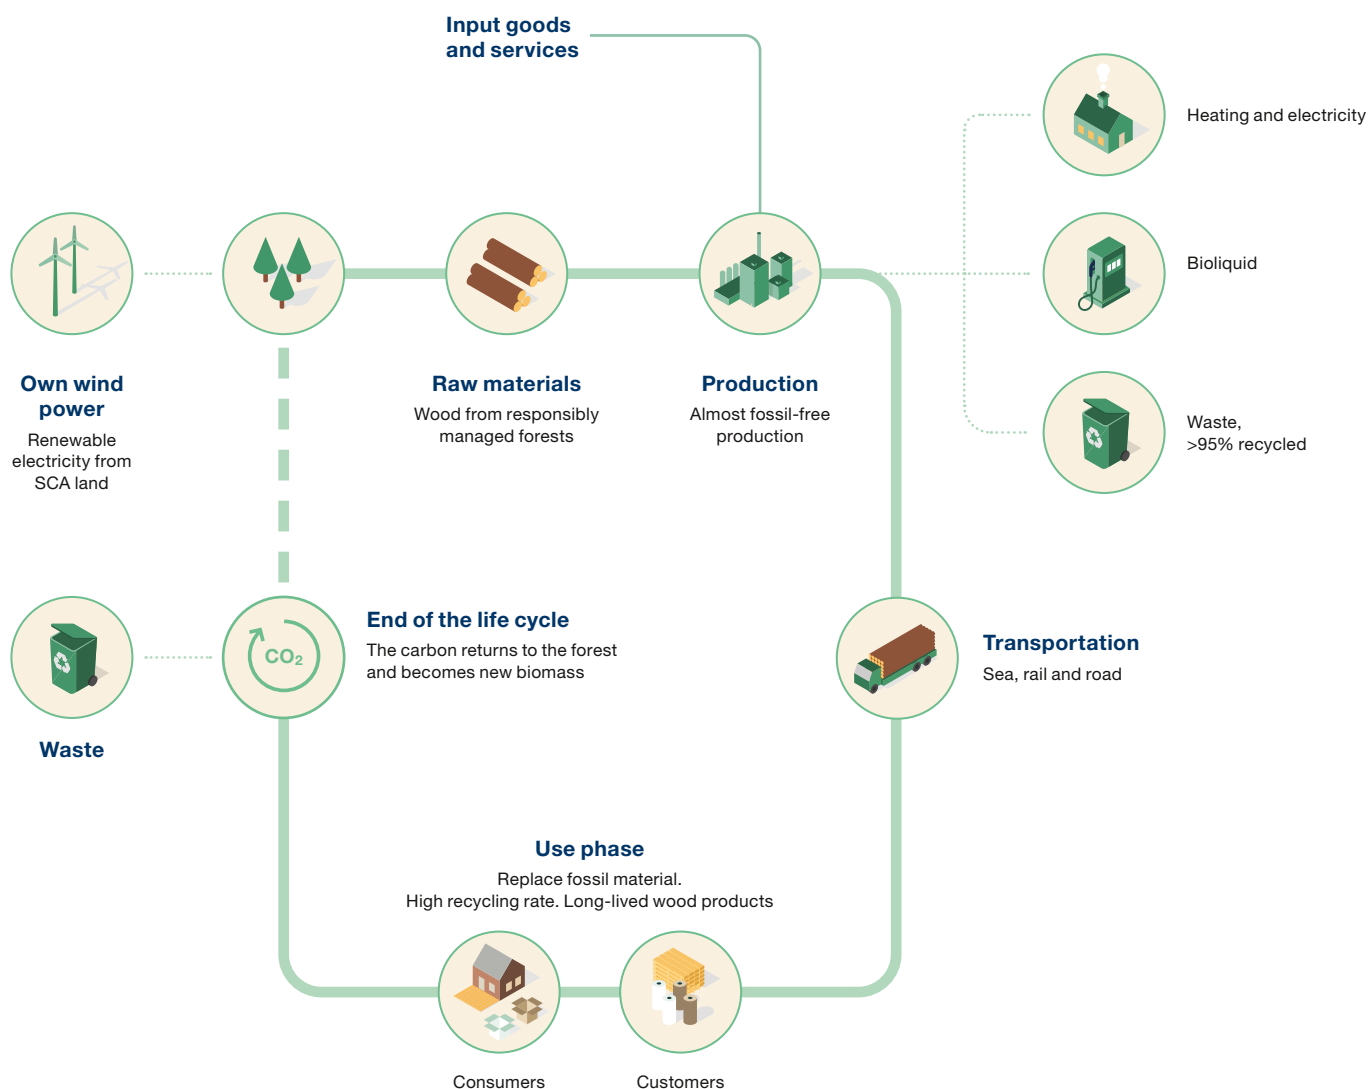 Input goods
and services
Heating and electricity
Bioliquid
Waste,
>95% recycled
Own wind
power
Renewable
electricity from
SCA land
Raw materials
Wood from responsibly
managed forests
Production
Almost fossil-free
production
CO₂
End of the life cycle
The carbon returns to the forest
and becomes new biomass
Transportation
Sea, rail and road
Waste
Use phase
Replace fossil material.
High recycling rate. Long-lived wood products
Consumers
Customers